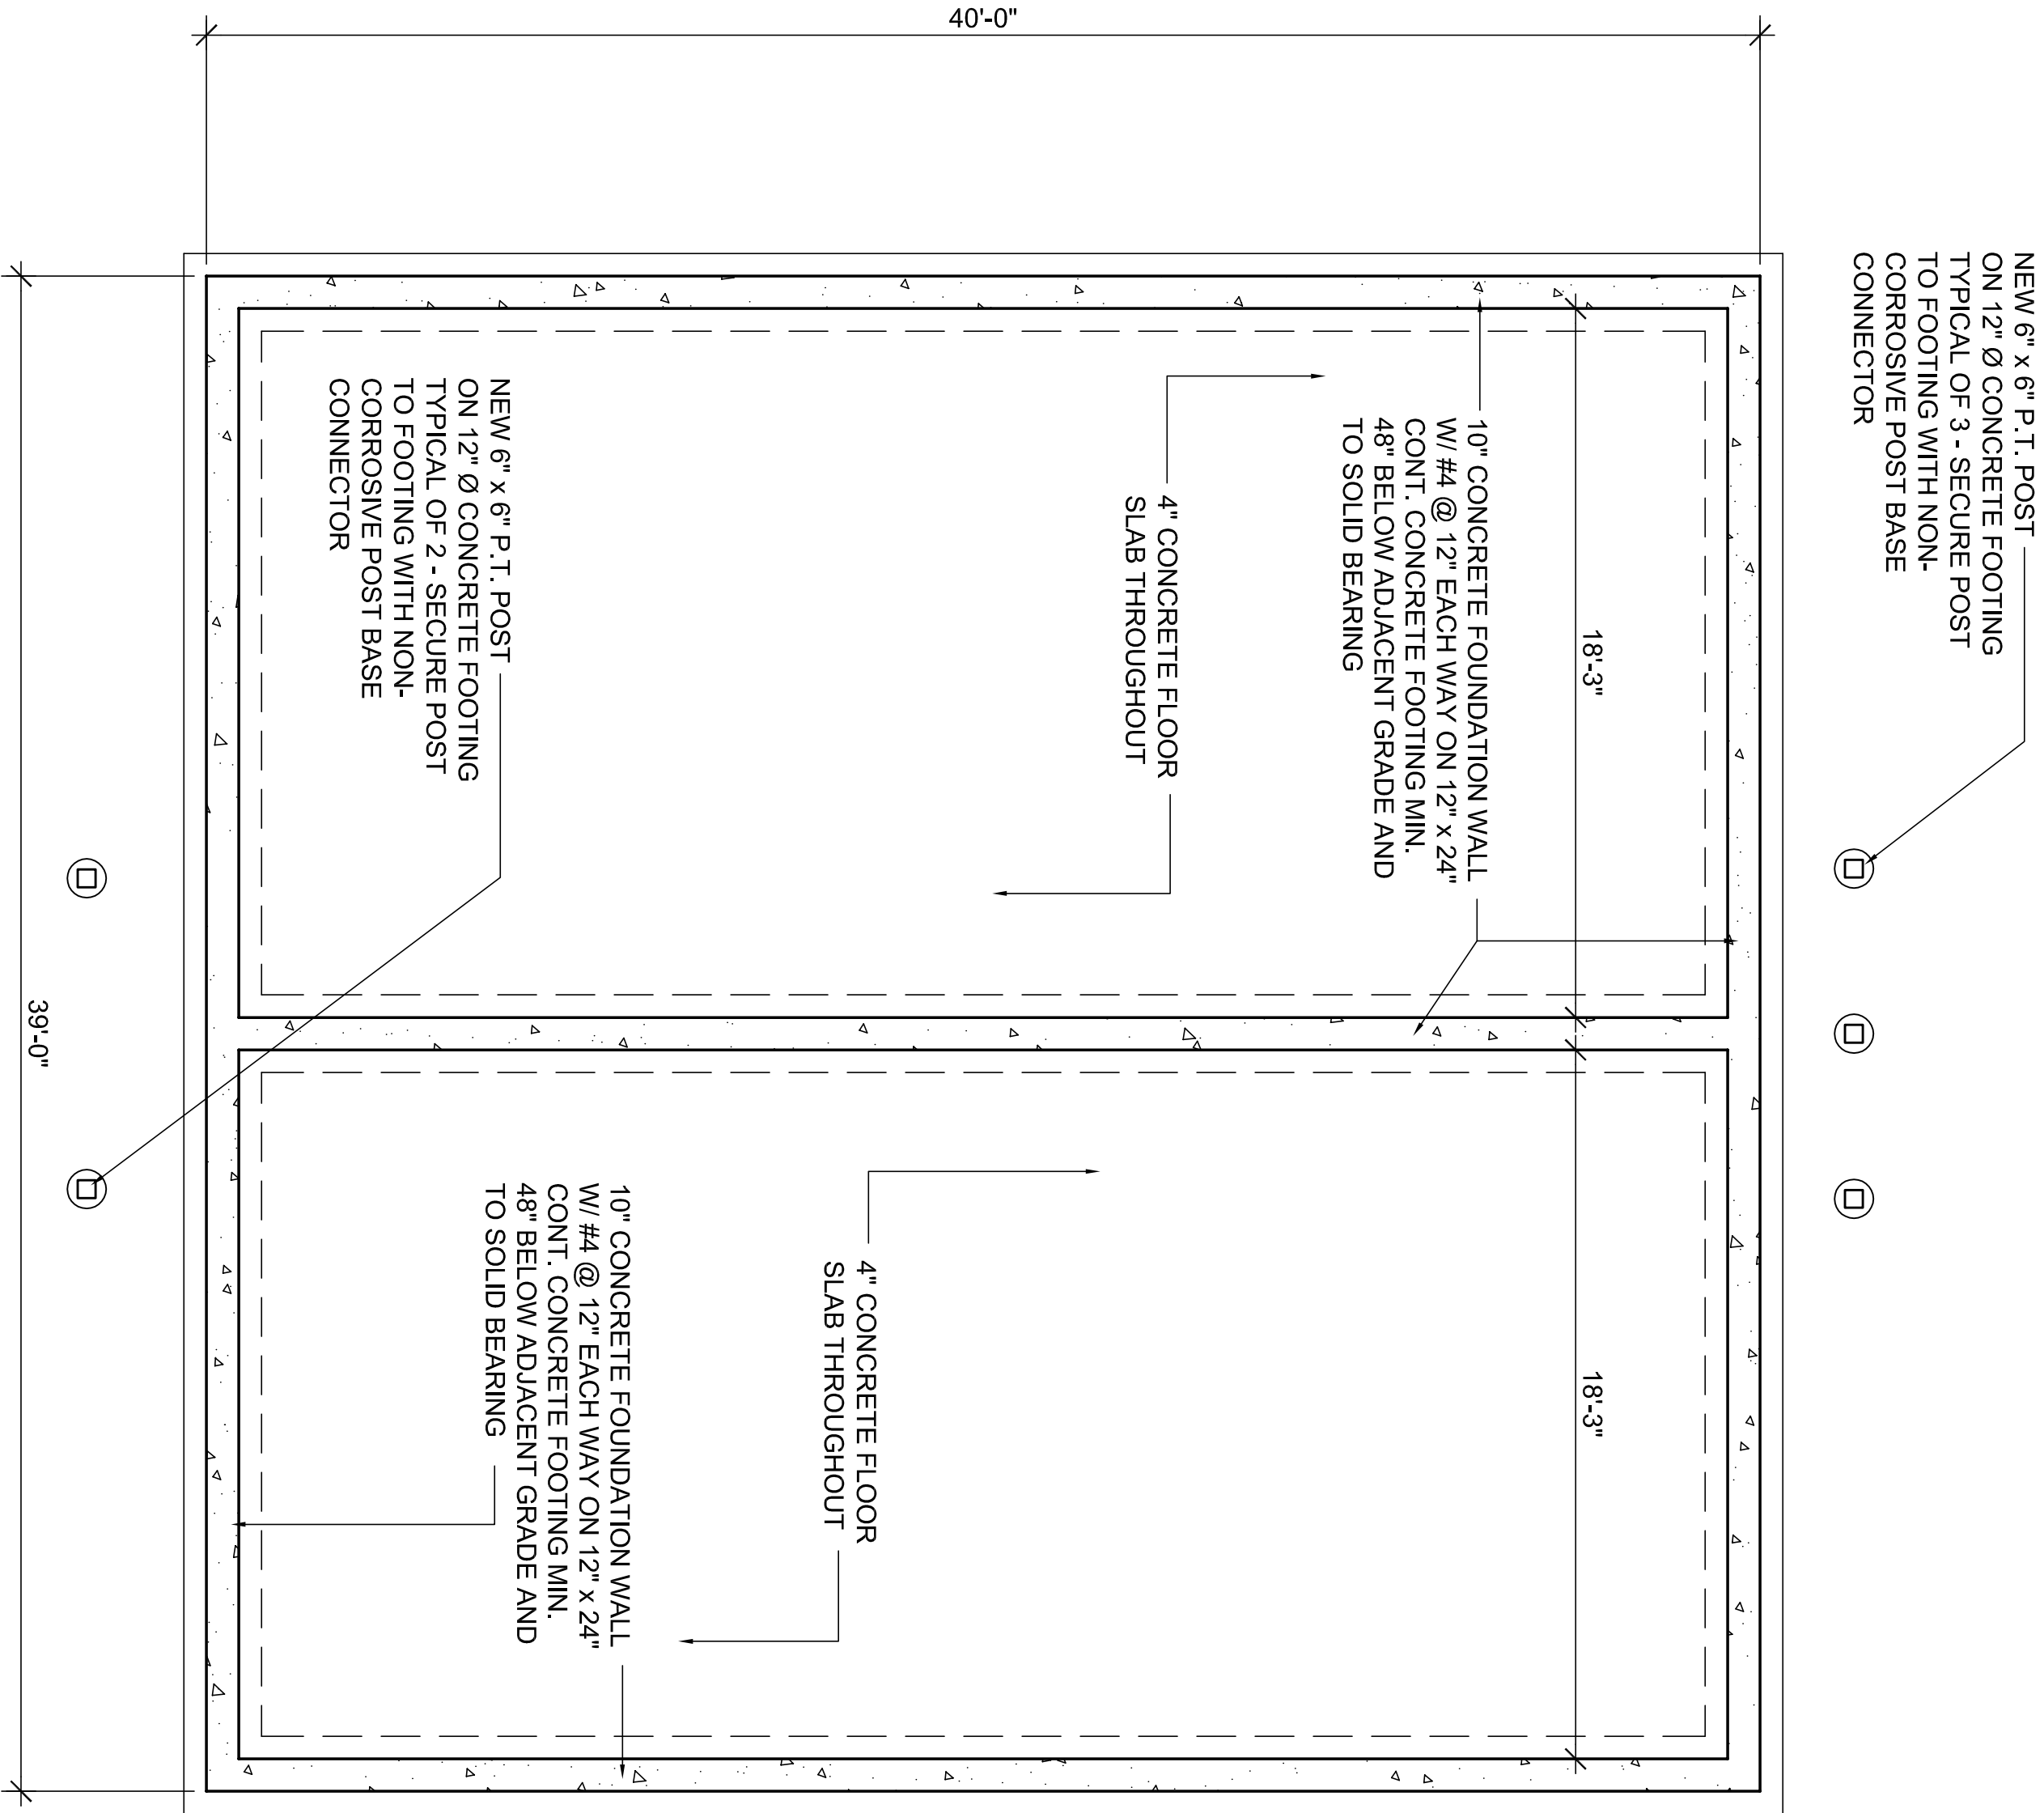 40'-0"
NEW 6" x 6" P.T. POST
ON 12" Ø CONCRETE FOOTING
TYPICAL OF 3 - SECURE POST
TO FOOTING WITH NON-
CORROSIVE POST BASE
CONNECTOR
18'-3"
10" CONCRETE FOUNDATION WALL
W/ #4 @ 12" EACH WAY ON 12" x 24"
CONT. CONCRETE FOOTING MIN.
48" BELOW ADJACENT GRADE AND
TO SOLID BEARING
4" CONCRETE FLOOR
SLAB THROUGHOUT
NEW 6" x 6" P.T. POST
ON 12" Ø CONCRETE FOOTING
TYPICAL OF 2 - SECURE POST
TO FOOTING WITH NON-
CORROSIVE POST BASE
CONNECTOR
18'-3"
4" CONCRETE FLOOR
SLAB THROUGHOUT
10" CONCRETE FOUNDATION WALL
W/ #4 @ 12" EACH WAY ON 12" x 24"
CONT. CONCRETE FOOTING MIN.
48" BELOW ADJACENT GRADE AND
TO SOLID BEARING
39'-0"